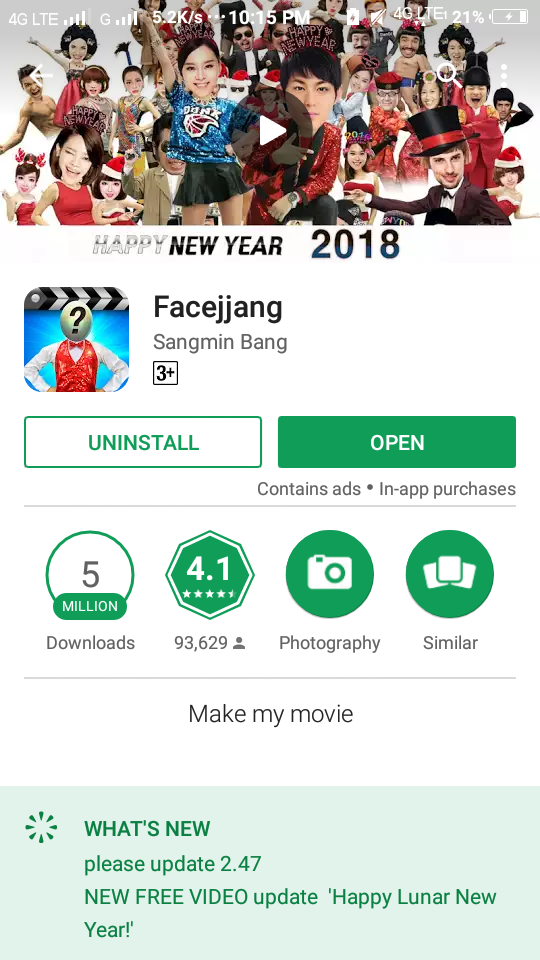 4G LTE G 5.2K/s ··· 10:15 PM 4G LTE 21%
HAPPY NEW YEAR
HAPPY NEW YEAR
HAPPY NEW YEAR
HAPPY NEW YEAR 2018
Facejjang
Sangmin Bang
3+
UNINSTALL
OPEN
Contains ads • In-app purchases
5
MILLION
4.1
Downloads
93,629
Photography
Similar
Make my movie
WHAT'S NEW
please update 2.47
NEW FREE VIDEO update 'Happy Lunar New
Year!'